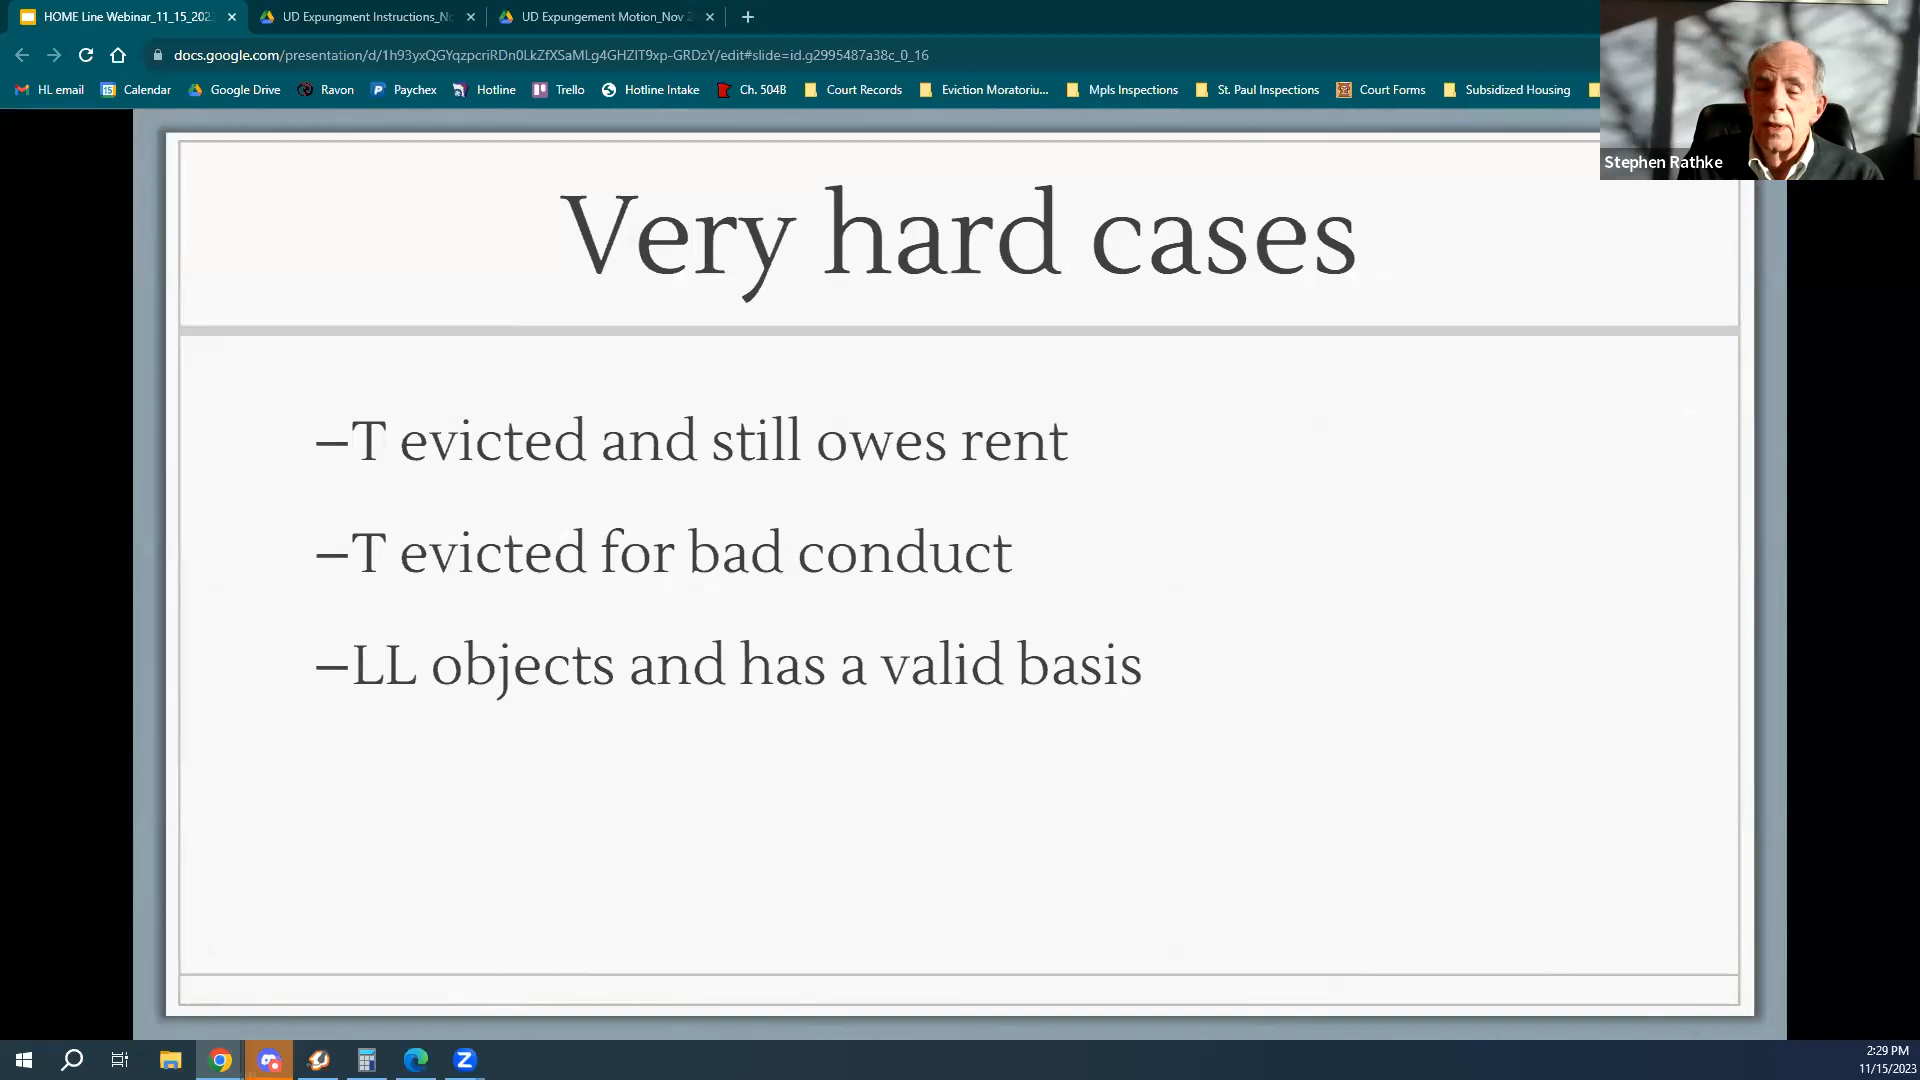 HOME Line Webinar_11_15_202
UD Expungment Instructions_No
UD Expungement Motion_Nov 2
docs.google.com/presentation/d/1h93yxQGYqzpcriRDn0LkZfXSaMLg4GHZlT9xp-GRDzY/edit#slide=id.g2995487a38c_0_16
HL email
Calendar
Google Drive
Ravon
Paychex
Hotline
Trello
Hotline Intake
Ch. 504B
Court Records
Eviction Moratoriu...
Mpls Inspections
St. Paul Inspections
Court Forms
Subsidized Housing
Stephen Rathke
Very hard cases
–T evicted and still owes rent
–T evicted for bad conduct
–LL objects and has a valid basis
2:29 PM
11/15/2023